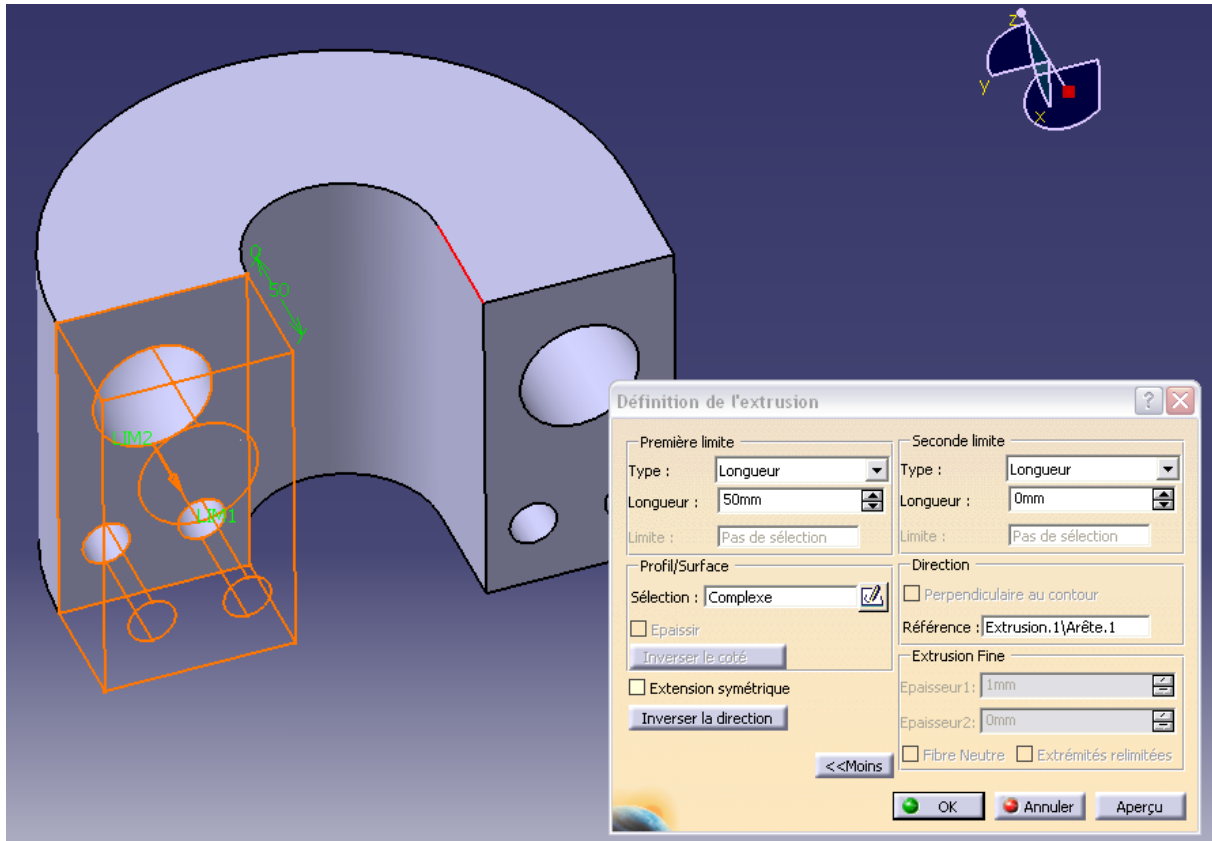 z
y
x
0
50
LIM2
LIM1
Définition de l'extrusion
Première limite
Type : Longueur
Longueur : 50mm
Limite : Pas de sélection
Profil/Surface
Sélection : Complexe
Epaissir
Inverser le coté
Extension symétrique
Inverser la direction
<<Moins
Seconde limite
Type : Longueur
Longueur : 0mm
Limite : Pas de sélection
Direction
Perpendiculaire au contour
Référence : Extrusion.1\Arête.1
Extrusion Fine
Epaisseur1: 1mm
Epaisseur2: 0mm
Fibre Neutre Extrémités relimitées
OK Annuler Aperçu